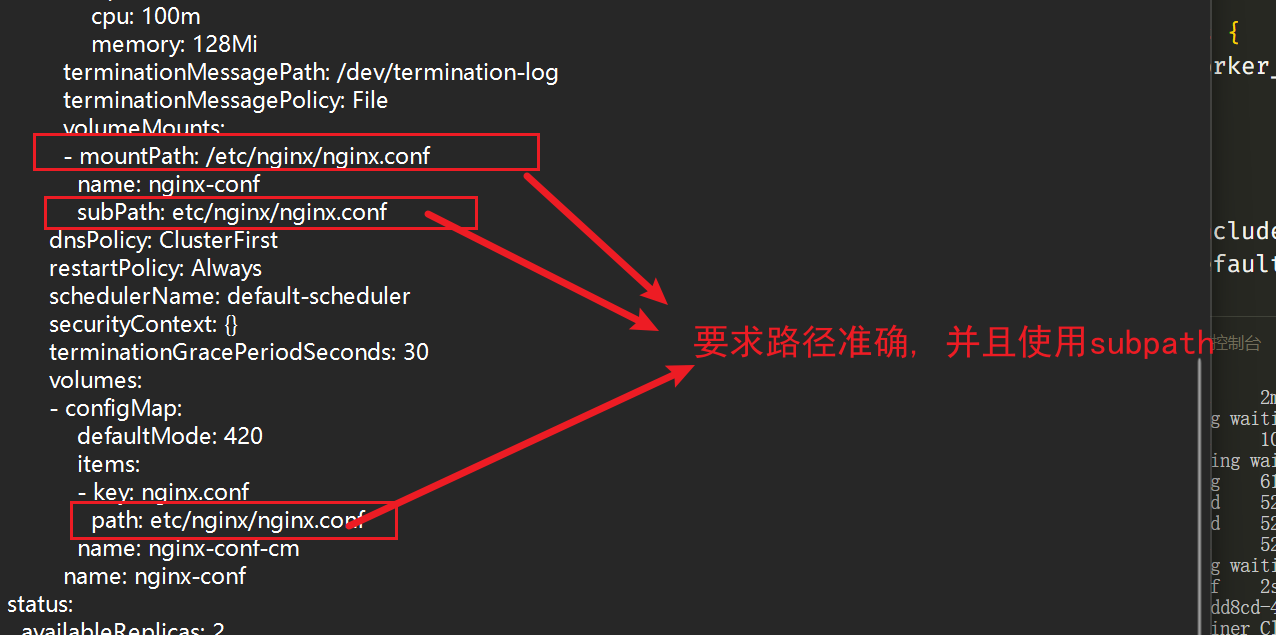 cpu: 100m
memory: 128Mi
terminationMessagePath: /dev/termination-log
terminationMessagePolicy: File
volumeMounts:
- mountPath: /etc/nginx/nginx.conf
name: nginx-conf
subPath: etc/nginx/nginx.conf
dnsPolicy: ClusterFirst
restartPolicy: Always
schedulerName: default-scheduler
securityContext: {}
terminationGracePeriodSeconds: 30
volumes:
- configMap:
defaultMode: 420
items:
- key: nginx.conf
path: etc/nginx/nginx.conf
name: nginx-conf-cm
name: nginx-conf
status:
availableReplicas: 2
要求路径准确, 并且使用subpath
{
rker_
clude
fault
控制台
2m
g waiti
10
ing wai
g 61
d 52
d 52
52
g waiti
f 2s
dd8cd-4
iner Cl